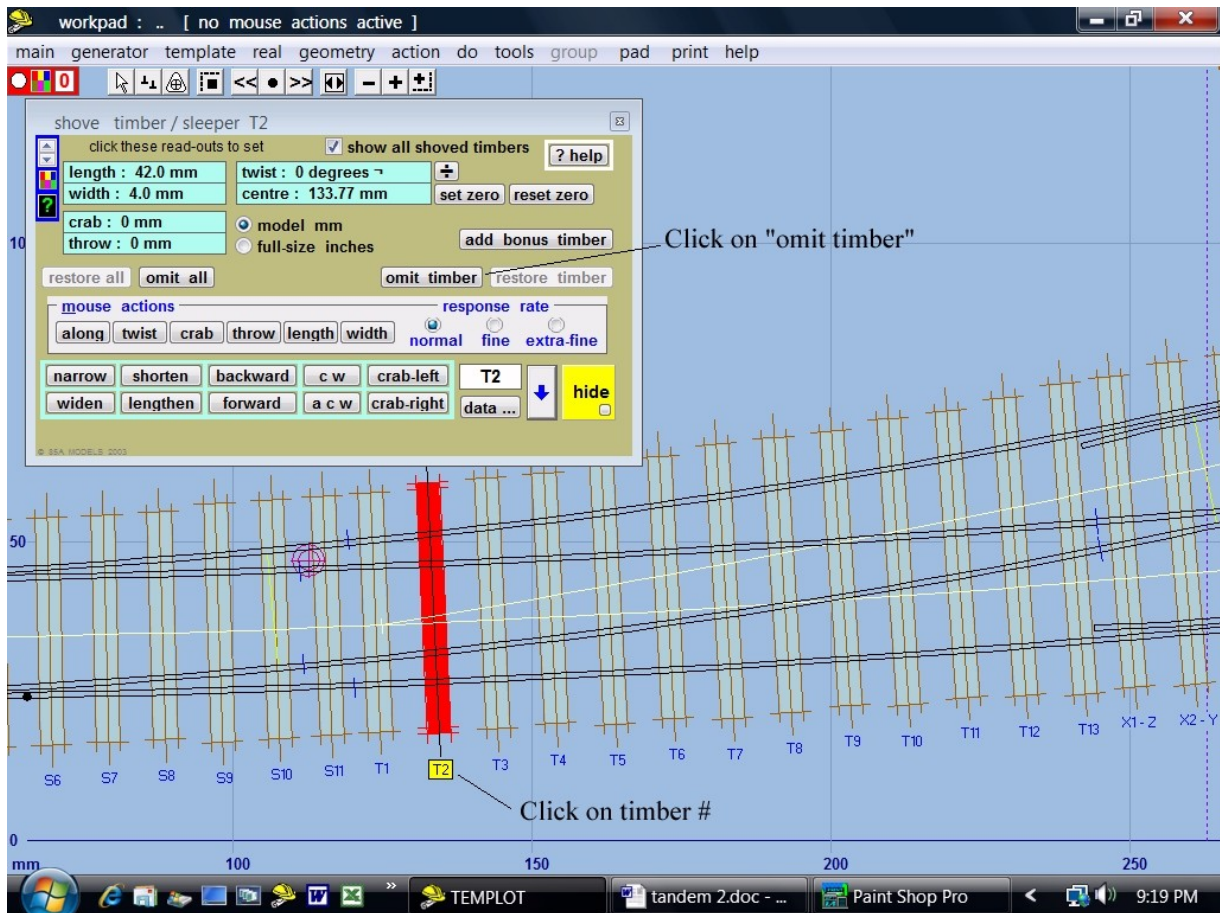 workpad : .. [ no mouse actions active ]
main generator template real geometry action do tools group pad print help
0 << • >> - +
shove timber / sleeper T2
click these read-outs to set
show all shoved timbers
? help
length : 42.0 mm
twist : 0 degrees ¬
÷
width : 4.0 mm
centre : 133.77 mm
set zero reset zero
?
crab : 0 mm
model mm
throw : 0 mm
full-size inches
add bonus timber
Click on "omit timber"
restore all omit all omit timber restore timber
mouse actions
response rate
along twist crab throw length width
normal fine extra-fine
narrow shorten backward c w crab-left T2
hide
widen lengthen forward a c w crab-right data ...
© 85A MODELS 2003
10
50
0
S6 S7 S8 S9 S10 S11 T1 T2 T3 T4 T5 T6 T7 T8 T9 T10 T11 T12 T13 X1-Z X2-Y
Click on timber #
mm 100 150 200 250
» TEMPLOT tandem 2.doc - ... Paint Shop Pro < 9:19 PM